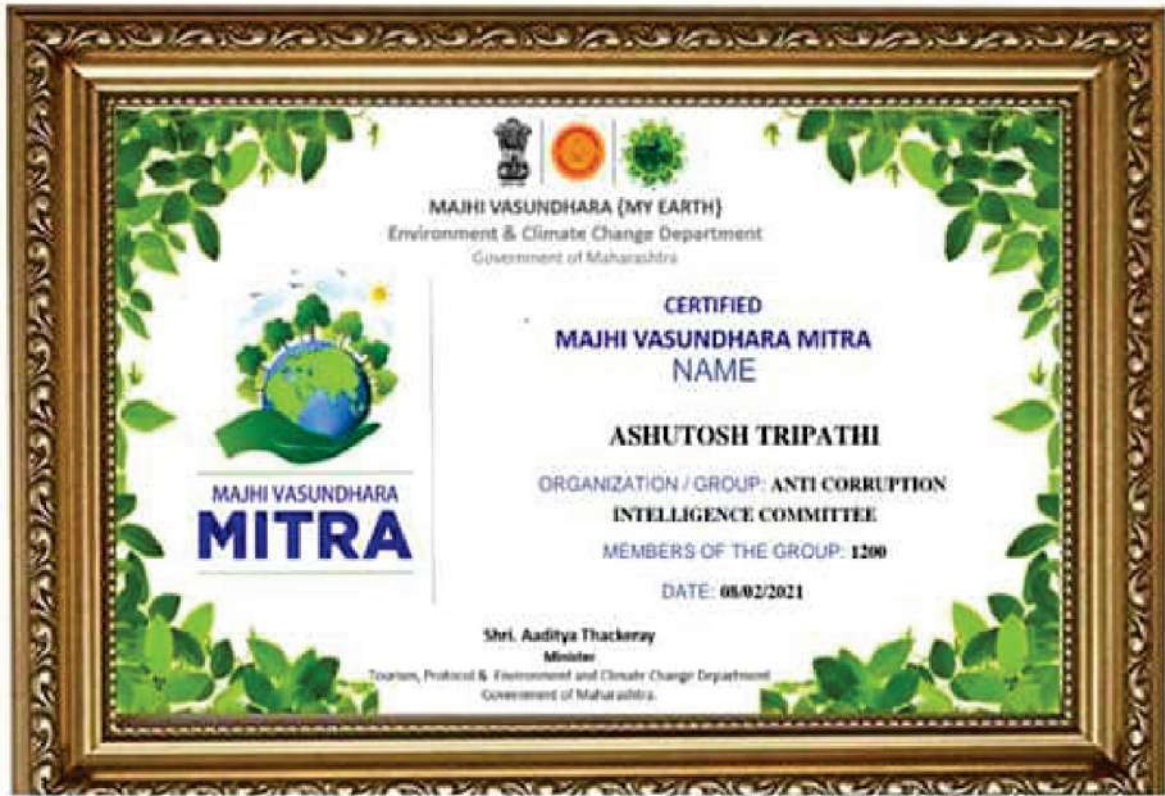 MAJHI VASUNDHARA (MY EARTH)
Environment & Climate Change Department
Government of Maharashtra
CERTIFIED
MAJHI VASUNDHARA MITRA
NAME
ASHUTOSH TRIPATHI
ORGANIZATION / GROUP: ANTI CORRUPTION
INTELLIGENCE COMMITTEE
MEMBERS OF THE GROUP: 1200
DATE: 08/02/2021
MAJHI VASUNDHARA
MITRA
Shri. Aaditya Thackeray
Minister
Tourism, Protocol & Environment and Climate Change Department
Government of Maharashtra.